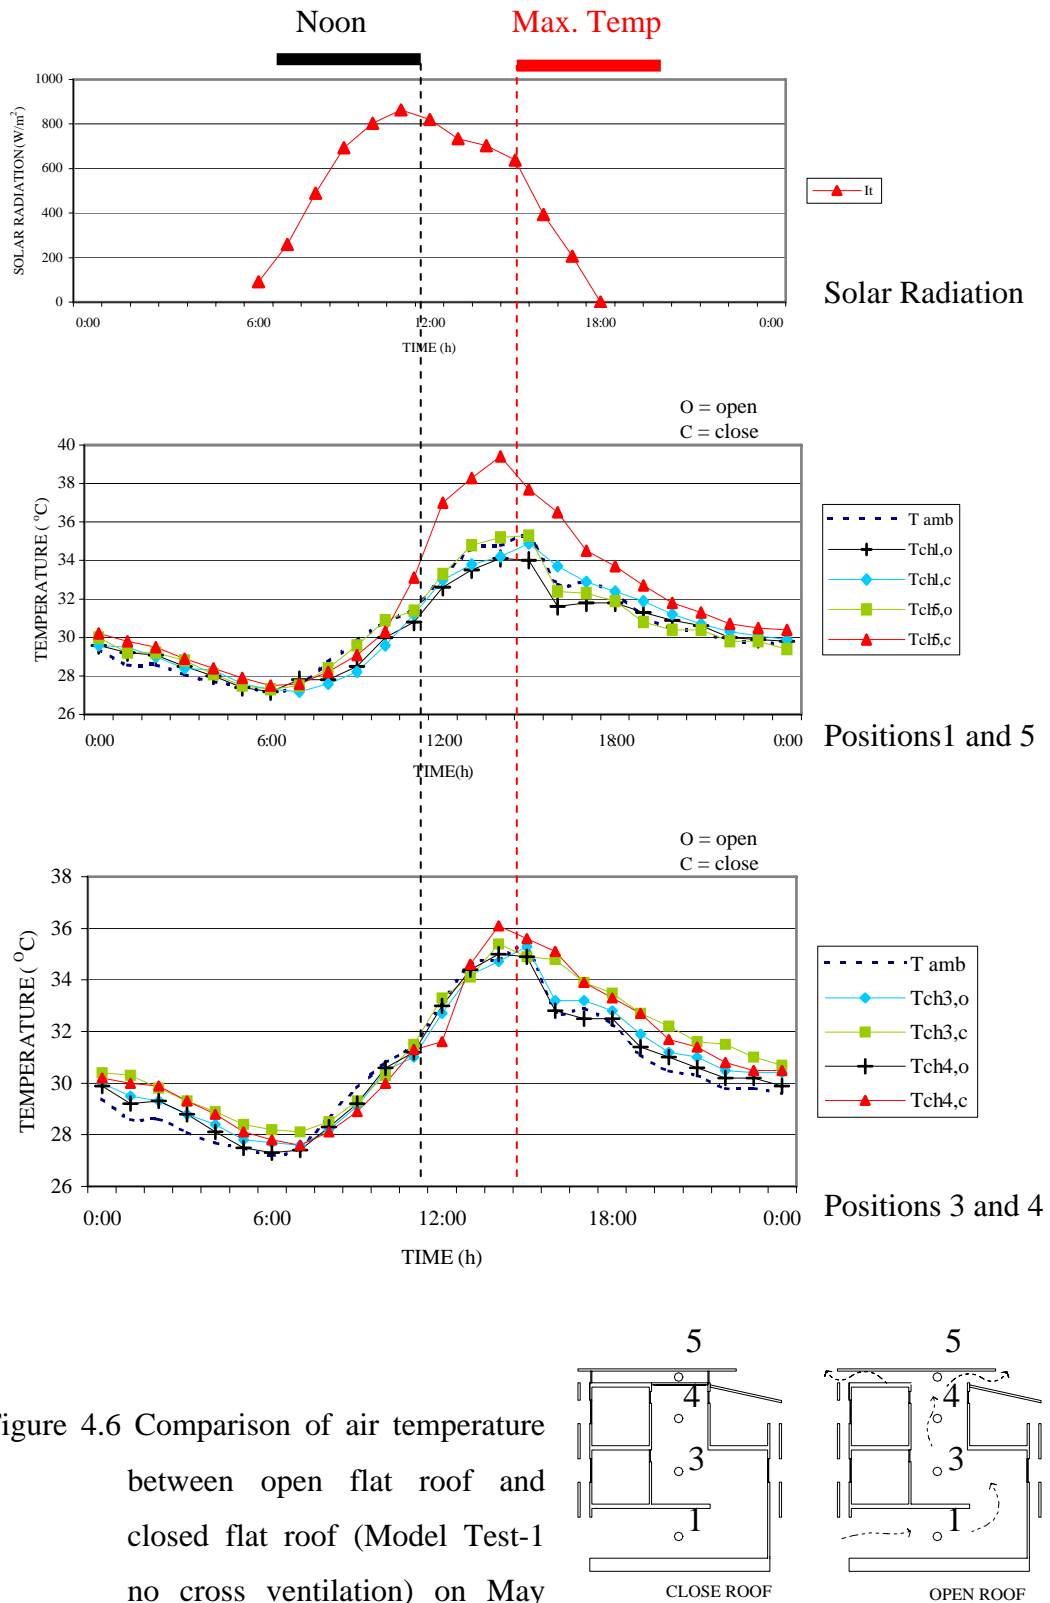 Noon Max. Temp
1000
800
600
400
200
0
SOLAR RADIATION(W/m²)
0:00 6:00 12:00 18:00 0:00
TIME (h)
It
Solar Radiation
O = open
C = close
40
38
36
34
32
30
28
26
TEMPERATURE ( °C)
0:00 6:00 12:00 18:00 0:00
TIME(h)
T amb
Tch1,o
Tch1,c
Tch5,o
Tch5,c
Positions1 and 5
O = open
C = close
38
36
34
32
30
28
26
TEMPERATURE ( °C)
0:00 6:00 12:00 18:00 0:00
TIME (h)
T amb
Tch3,o
Tch3,c
Tch4,o
Tch4,c
Positions 3 and 4
5 5
4 4
3 3
1 1
CLOSE ROOF OPEN ROOF
igure 4.6 Comparison of air temperature
between open flat roof and
closed flat roof (Model Test-1
no cross ventilation) on May